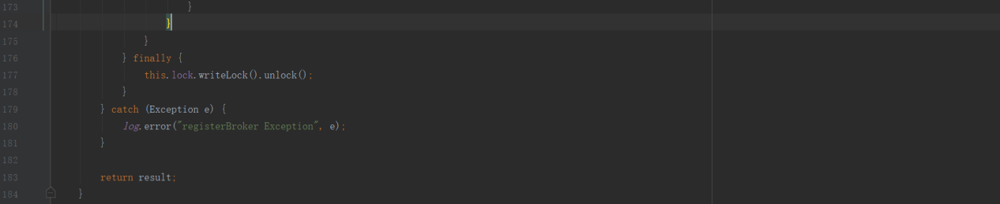 173                                }
174                            }
175                        }
176                    } finally {
177                        this.lock.writeLock().unlock();
178                    }
179                } catch (Exception e) {
180                    log.error("registerBroker Exception", e);
181                }
182
183                return result;
184            }